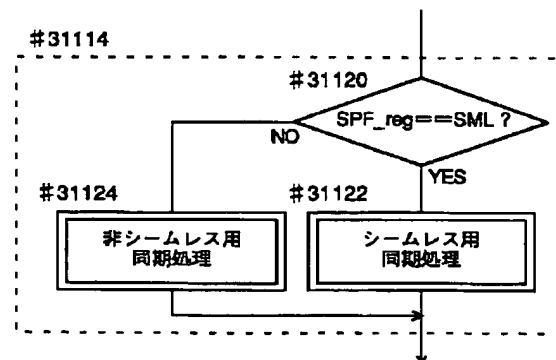 #31114
#31120
SPF_reg==SML ?
NO
YES
#31124
#31122
非シームレス用
同期処理
シームレス用
同期処理